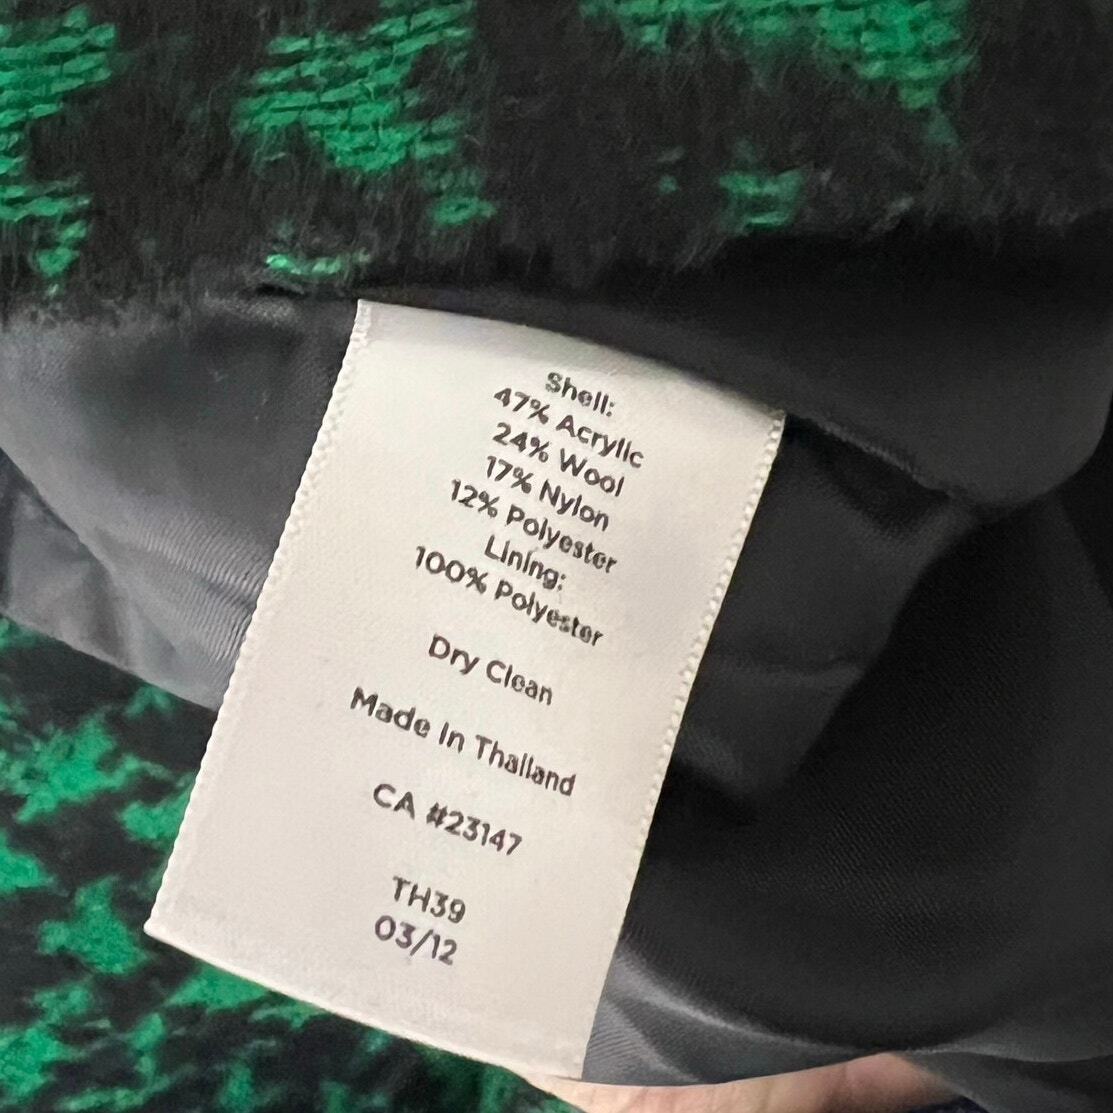 Shell:
47% Acrylic
24% Wool
17% Nylon
12% Polyester
Lining:
100% Polyester
Dry Clean
Made In Thailand
CA #23147
TH39
03/12